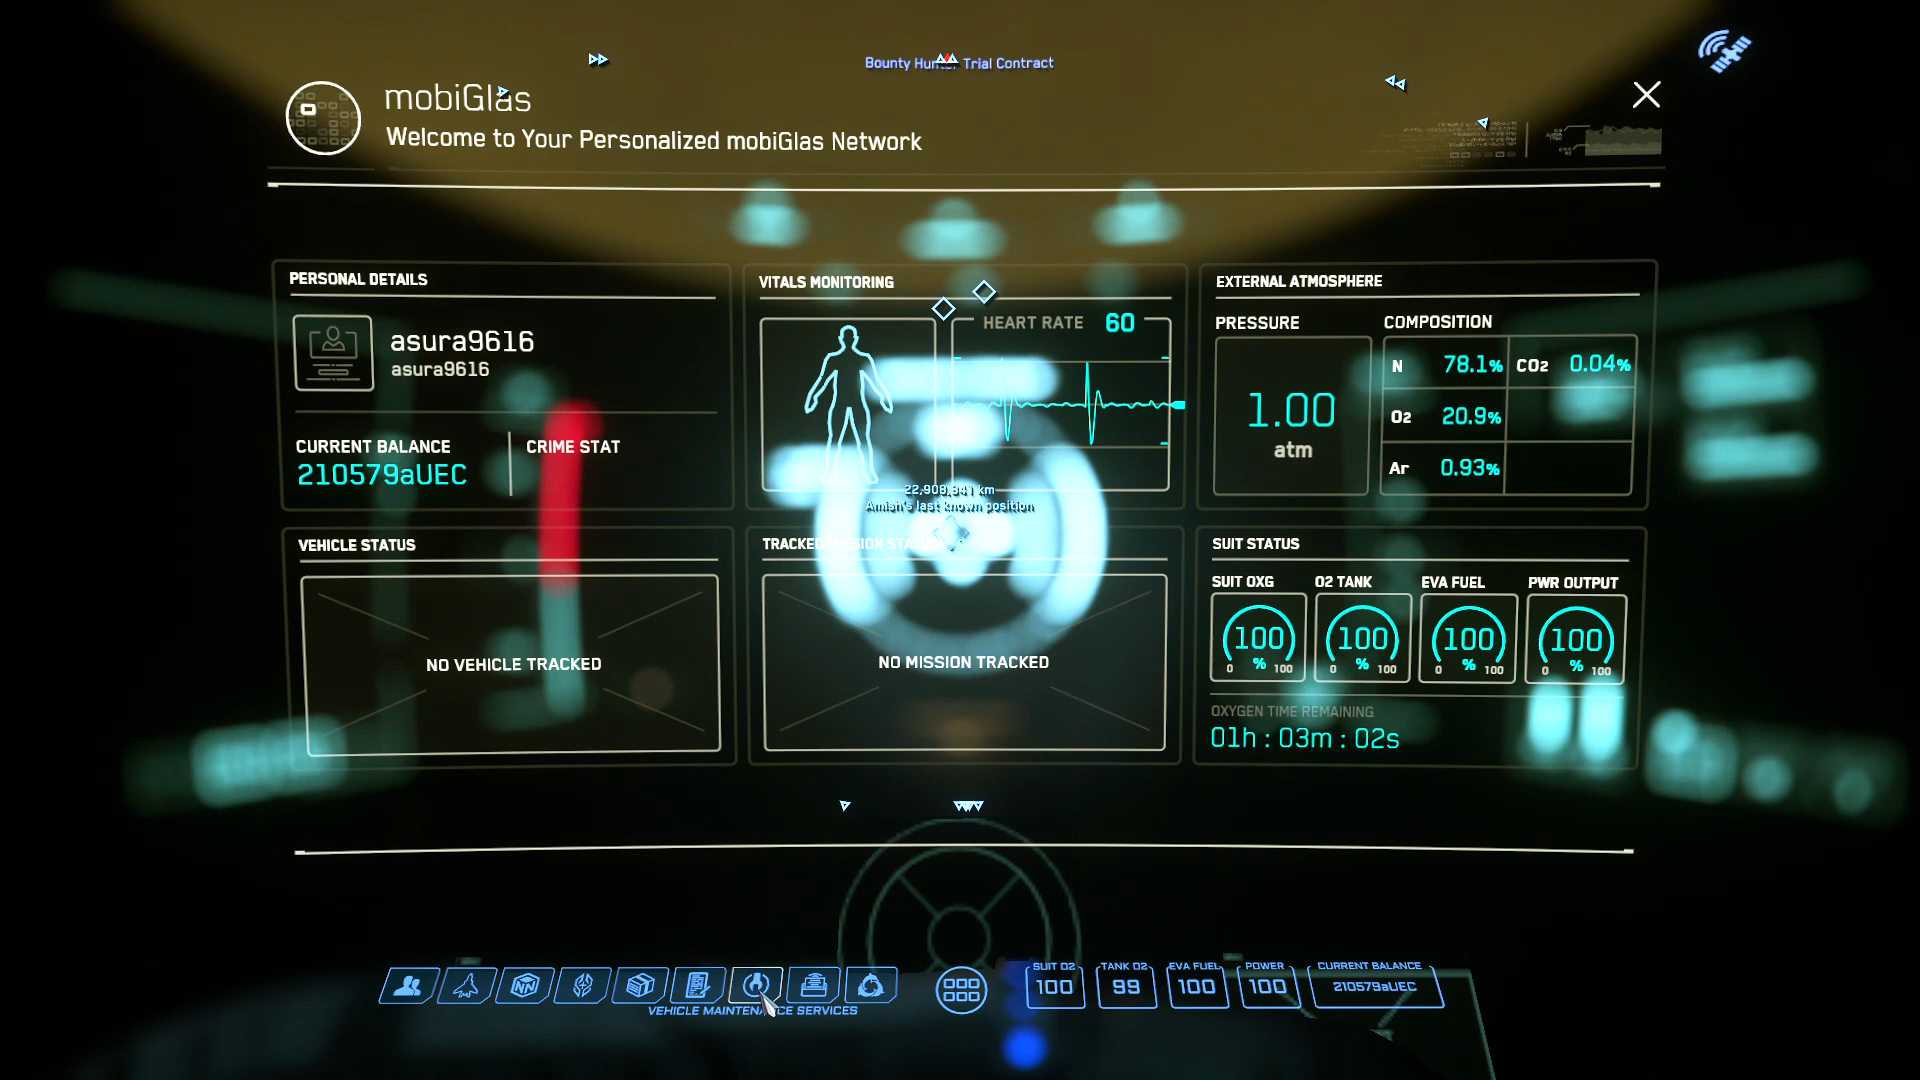 Bounty Hunter Trial Contract
mobiGlas
Welcome to Your Personalized mobiGlas Network
PERSONAL DETAILS
asura9616
asura9616
CURRENT BALANCE
210579aUEC
CRIME STAT
VITALS MONITORING
HEART RATE 60
22,908,841 km
Amish's last known position
EXTERNAL ATMOSPHERE
PRESSURE
1.00
atm
COMPOSITION
N 78.1% CO2 0.04%
O2 20.9%
Ar 0.93%
VEHICLE STATUS
NO VEHICLE TRACKED
TRACKED MISSION STATUS
NO MISSION TRACKED
SUIT STATUS
SUIT OXG O2 TANK EVA FUEL PWR OUTPUT
100 100 100 100
% % % %
0 100 0 100 0 100 0 100
OXYGEN TIME REMAINING
01h : 03m : 02s
VEHICLE MAINTENANCE SERVICES
SUIT O2 TANK O2 EVA FUEL POWER CURRENT BALANCE
100 99 100 100 210579aUEC